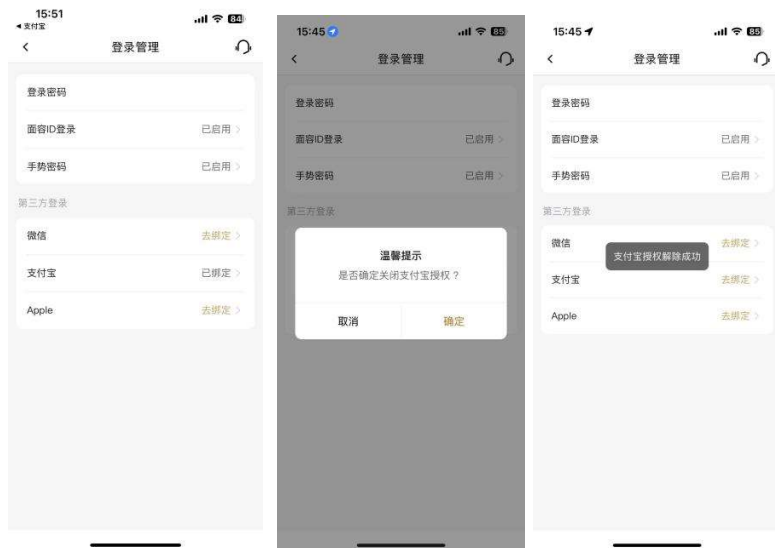 15:51
84
支付宝
登录管理
登录密码
面容ID登录
已启用
手势密码
已启用
第三方登录
微信
去绑定
支付宝
已绑定
Apple
去绑定
15:45
85
登录管理
登录密码
面容ID登录
已启用
手势密码
已启用
第三方登录
温馨提示
是否确定关闭支付宝授权？
取消
确定
15:45
85
登录管理
登录密码
面容ID登录
已启用
手势密码
已启用
第三方登录
微信
去绑定
支付宝授权解除成功
支付宝
去绑定
Apple
去绑定